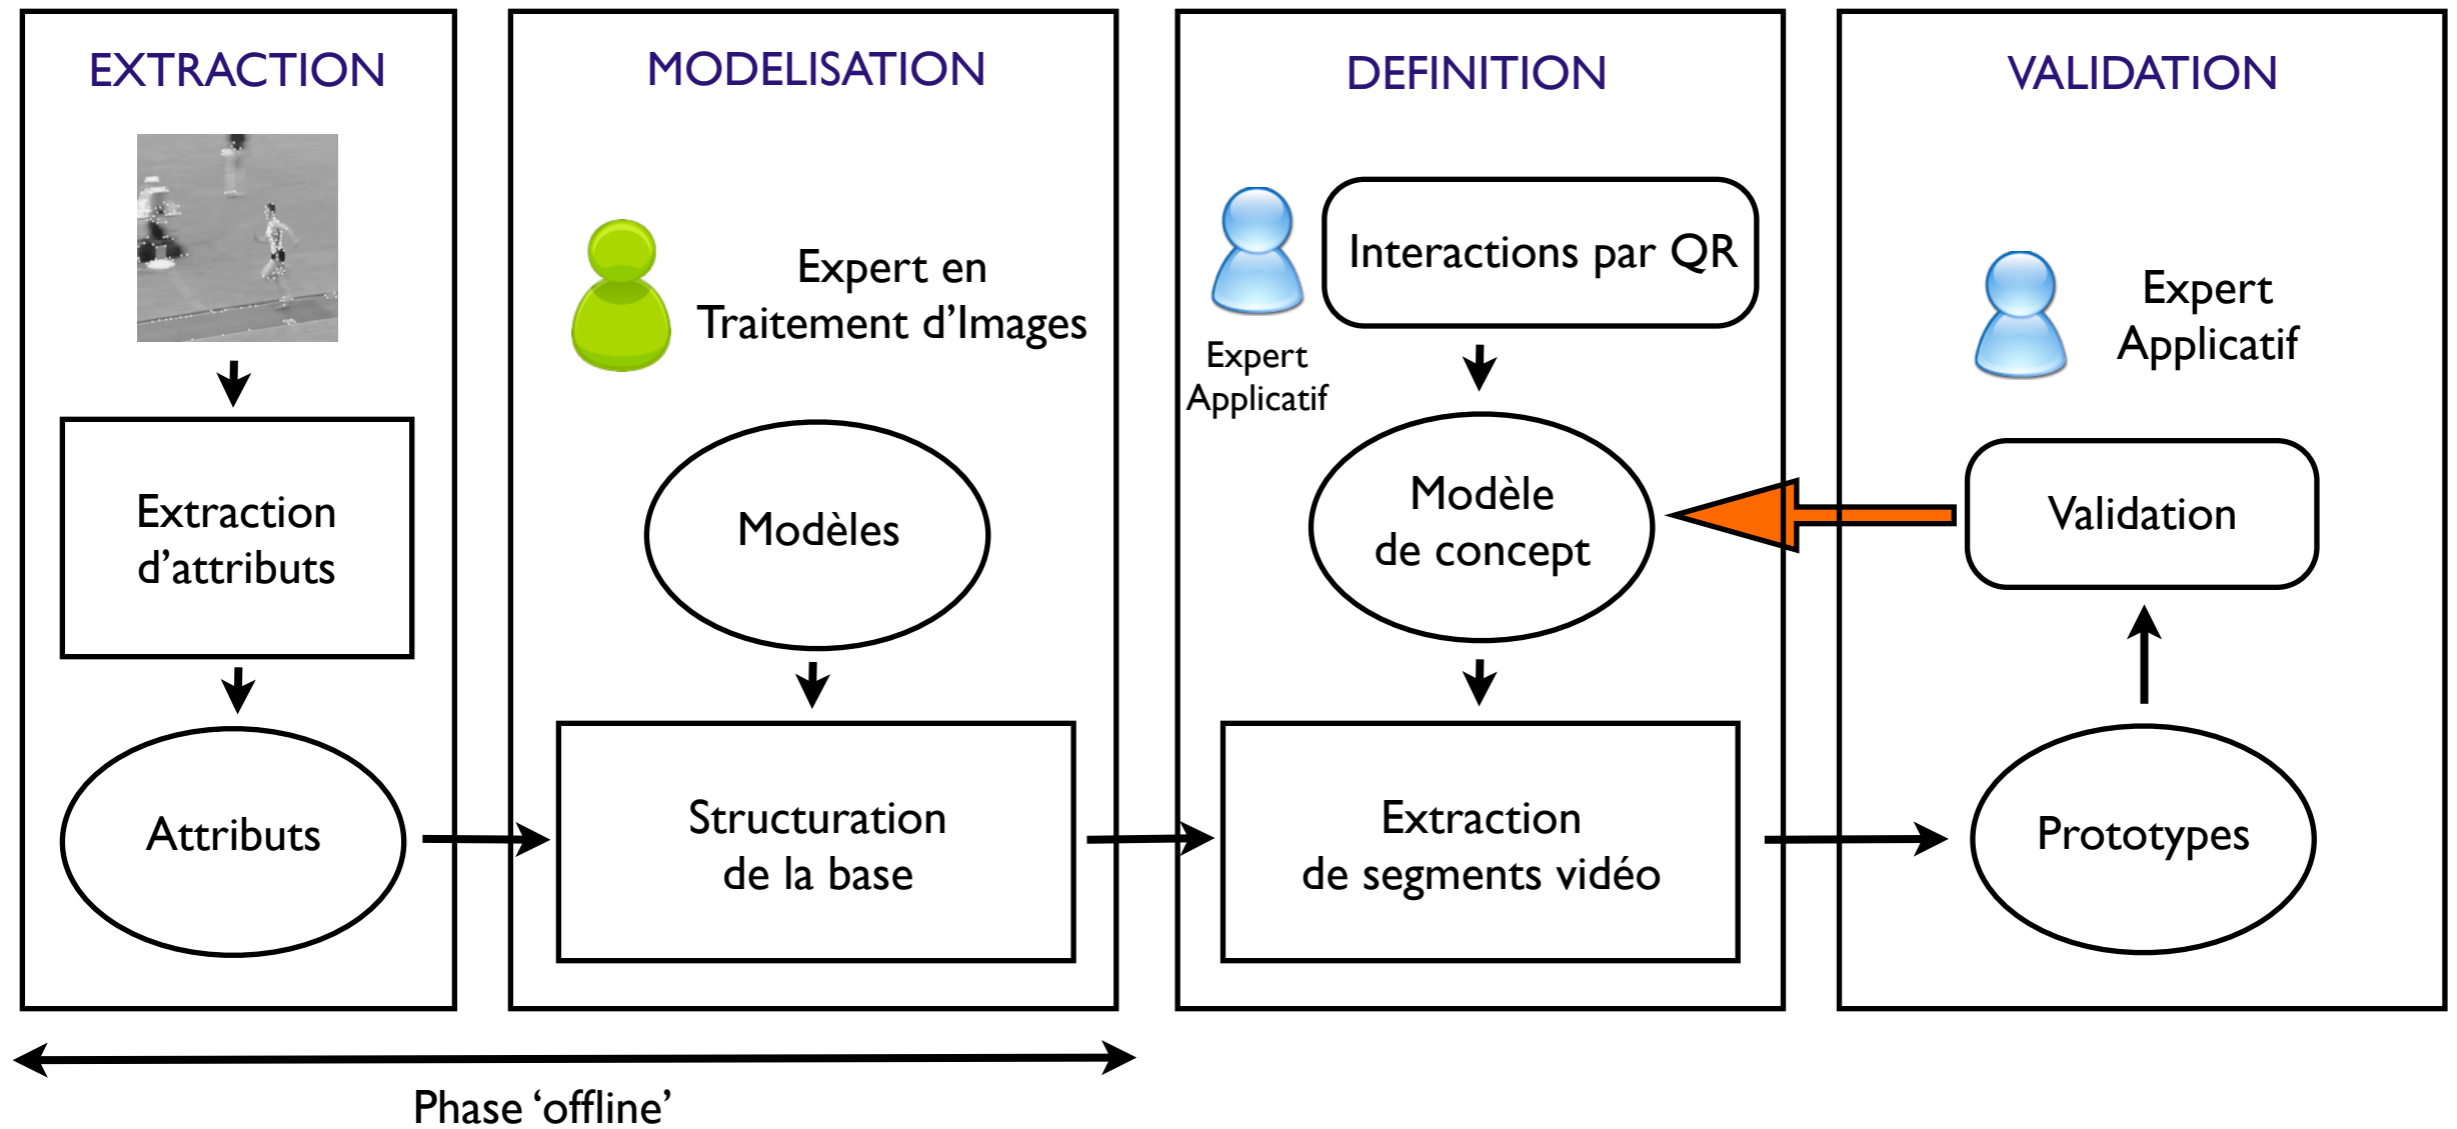 EXTRACTION
Extraction
d'attributs
Attributs
MODELISATION
Expert en
Traitement d'Images
Modèles
Structuration
de la base
DEFINITION
Interactions par QR
Expert
Applicatif
Modèle
de concept
Extraction
de segments vidéo
VALIDATION
Expert
Applicatif
Validation
Prototypes
Phase ‘offline’